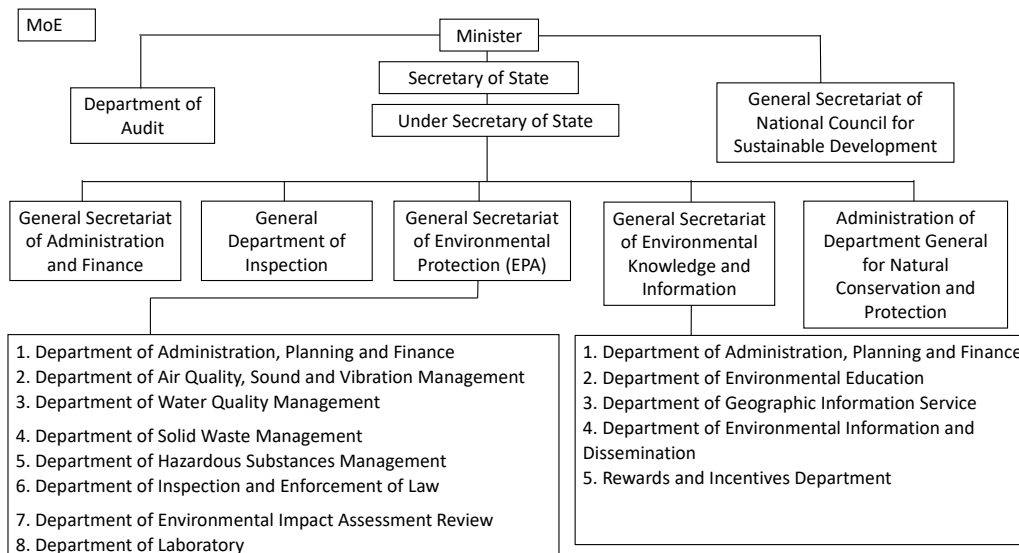 MoE
Minister
Secretary of State
Under Secretary of State
Department of
Audit
General Secretariat of
National Council for
Sustainable Development
General Secretariat
of Administration
and Finance
General
Department of
Inspection
General Secretariat
of Environmental
Protection (EPA)
General Secretariat
of Environmental
Knowledge and
Information
Administration of
Department General
for Natural
Conservation and
Protection
1. Department of Administration, Planning and Finance
2. Department of Air Quality, Sound and Vibration Management
3. Department of Water Quality Management
4. Department of Solid Waste Management
5. Department of Hazardous Substances Management
6. Department of Inspection and Enforcement of Law
7. Department of Environmental Impact Assessment Review
8. Department of Laboratory
1. Department of Administration, Planning and Finance
2. Department of Environmental Education
3. Department of Geographic Information Service
4. Department of Environmental Information and
Dissemination
5. Rewards and Incentives Department